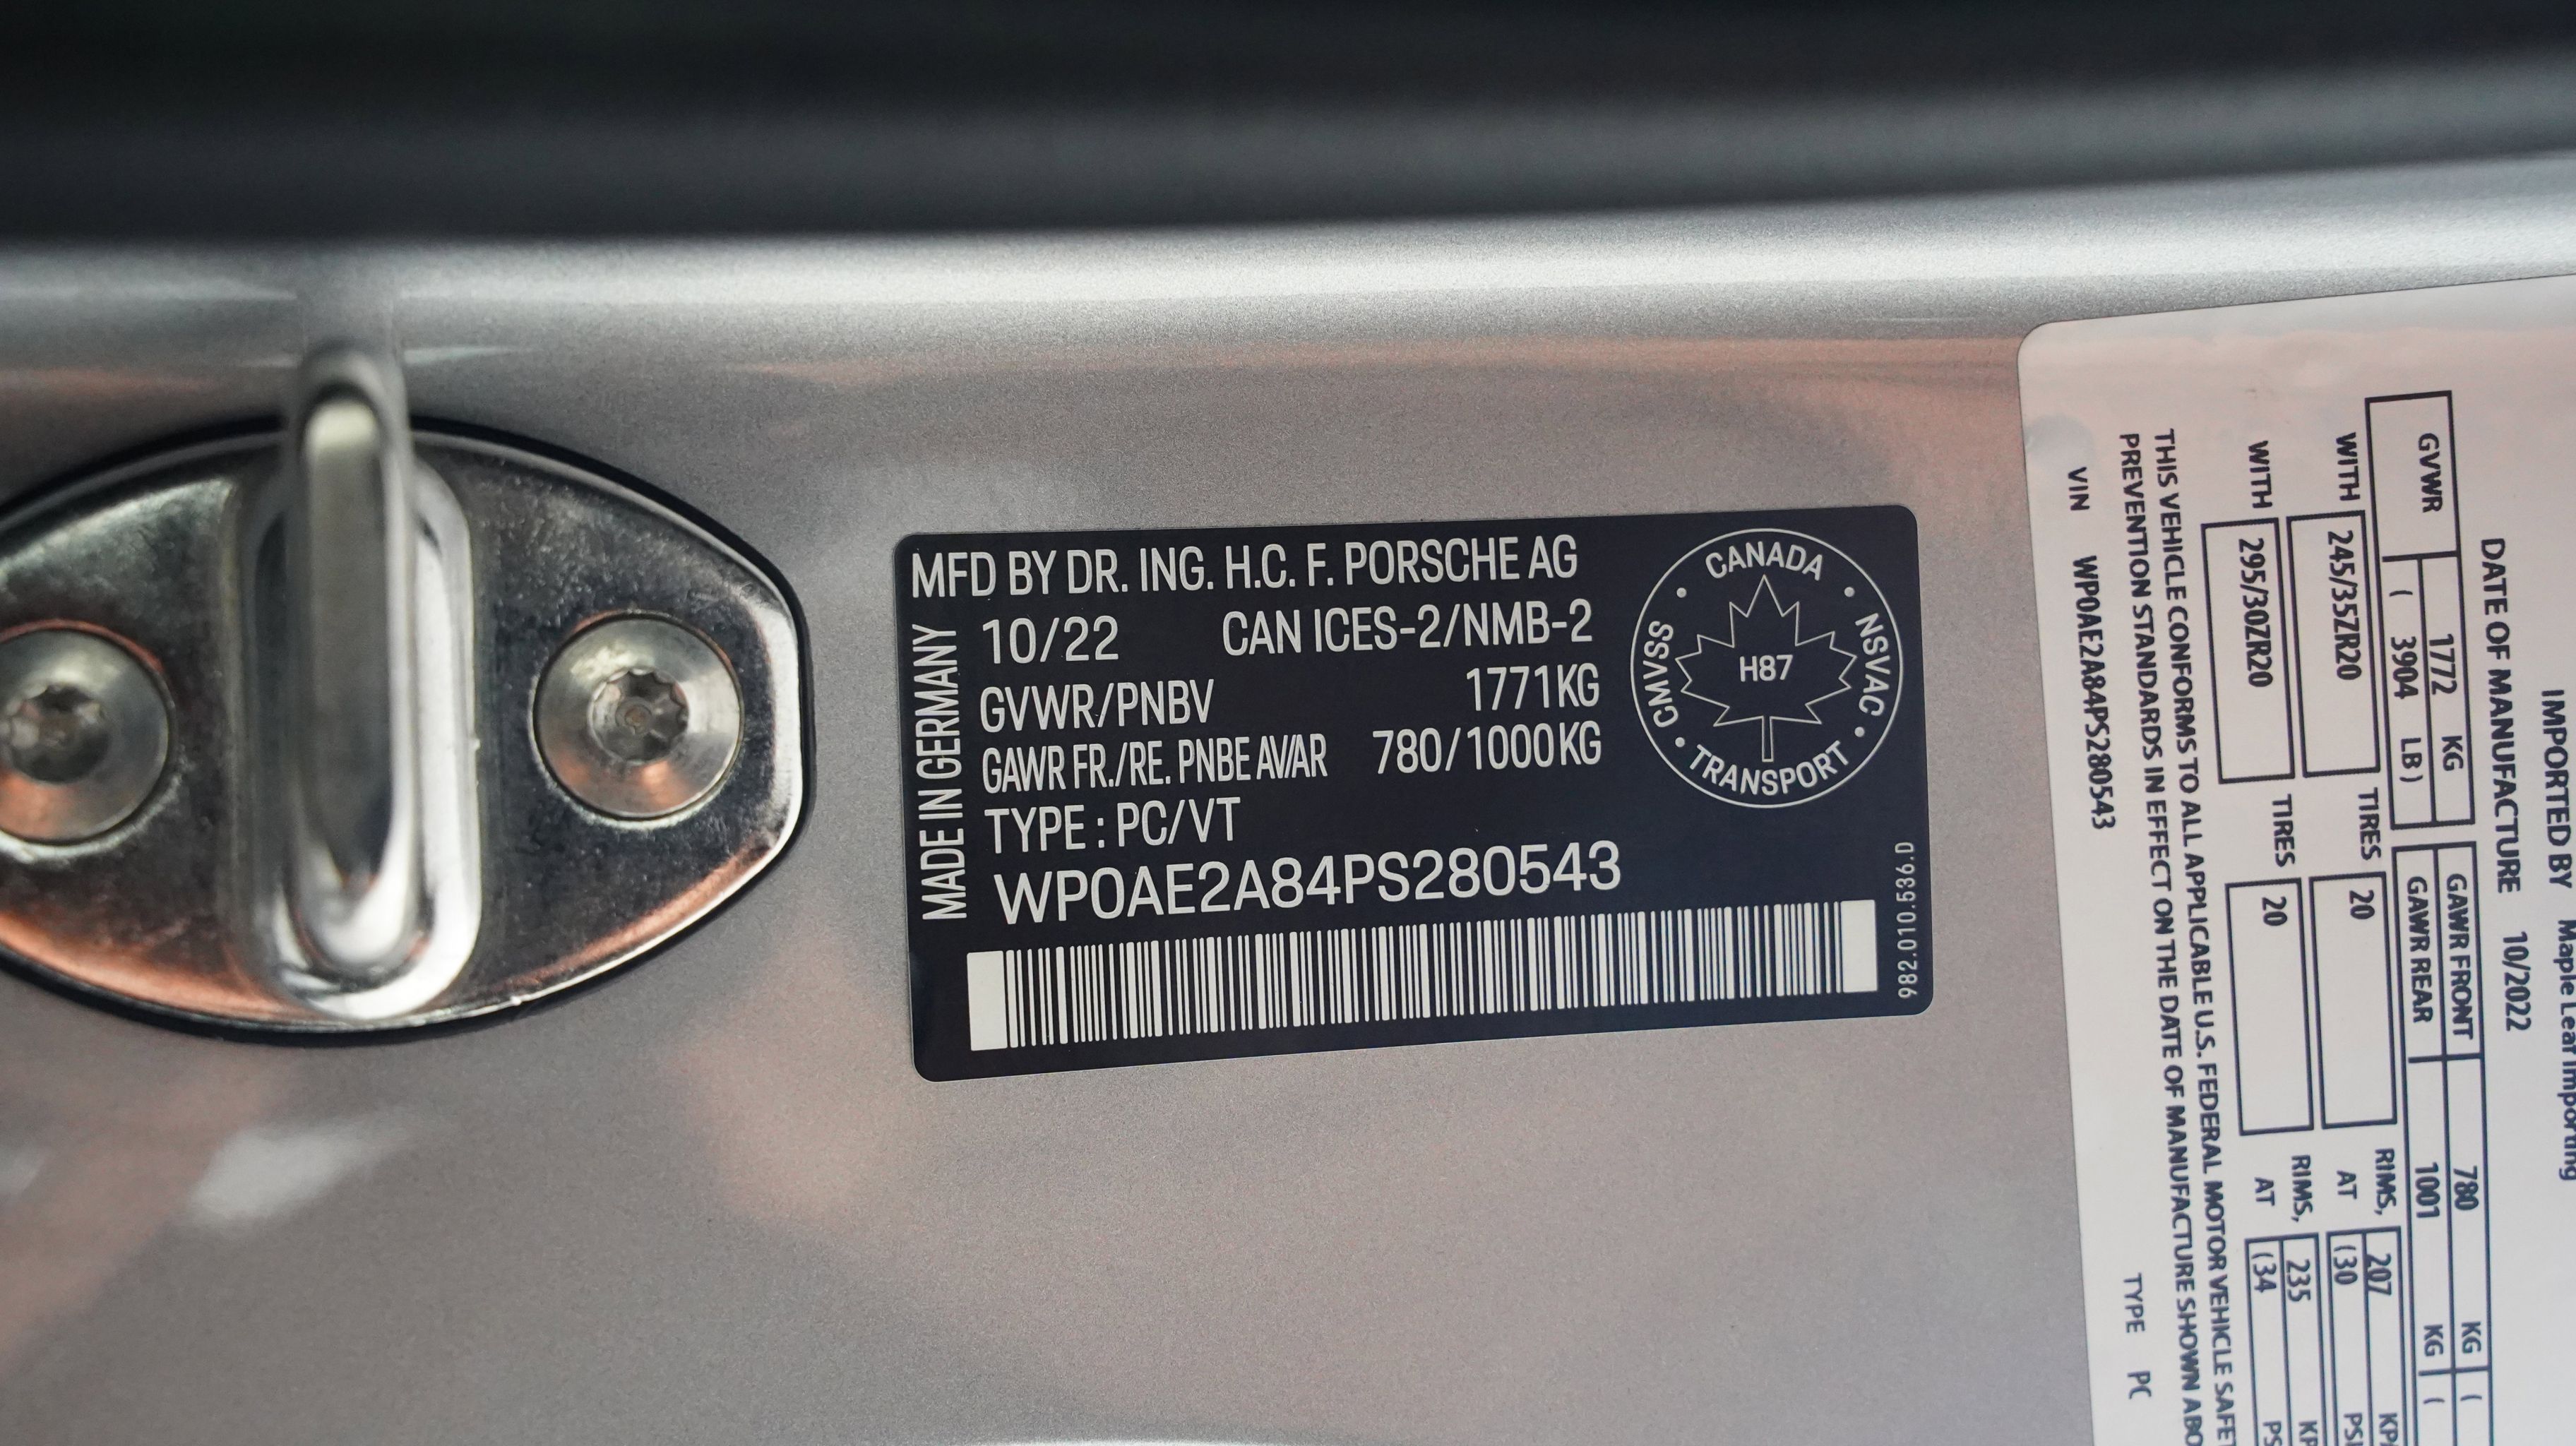 MFD BY DR. ING. H.C. F. PORSCHE AG
10/22 CAN ICES-2/NMB-2
GVWR/PNBV 1771KG
GAWR FR./RE. PNBE AV/AR 780/1000KG
TYPE : PC/VT
WP0AE2A84PS280543
MADE IN GERMANY
982.010.536.D
CANADA
NSVAC
TRANSPORT
CMVSS
H87
IMPORTED BY Maple Leaf Importing
DATE OF MANUFACTURE 10/2022
GVWR 1772 KG GAWR FRONT 780 KG (
( 3904 LB) GAWR REAR 1001 KG (
WITH 245/35ZR20 TIRES 20 RIMS, 207
AT (30
WITH 295/30ZR20 TIRES 20 RIMS, 235
AT (34
THIS VEHICLE CONFORMS TO ALL APPLICABLE U.S. FEDERAL MOTOR VEHICLE
PREVENTION STANDARDS IN EFFECT ON THE DATE OF MANUFACTURE SHOWN
VIN WP0AE2A84PS280543 TYPE PC